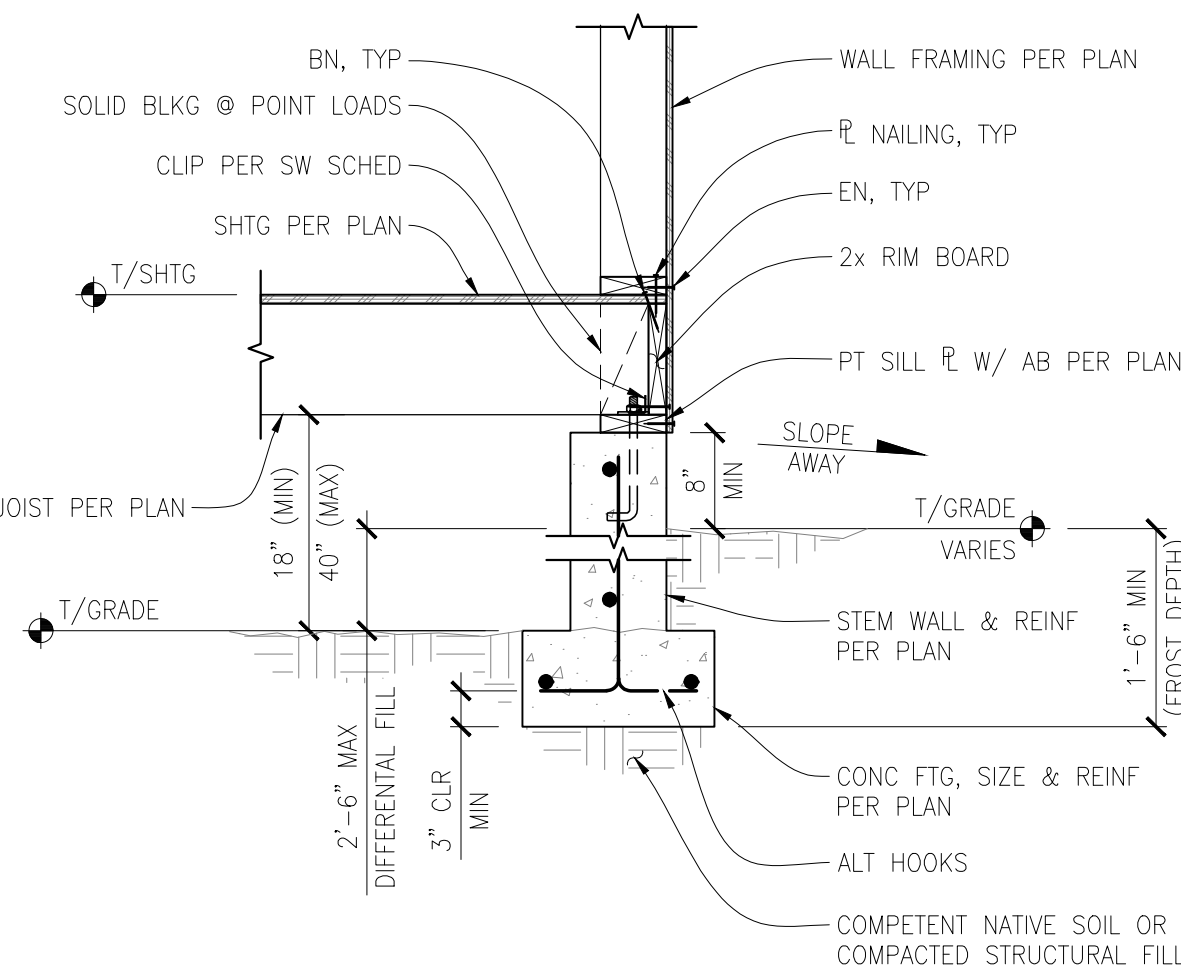 BN, TYP
SOLID BLKG @ POINT LOADS
CLIP PER SW SCHED
SHTG PER PLAN
T/SHTG
WALL FRAMING PER PLAN
℄ NAILING, TYP
EN, TYP
2x RIM BOARD
PT SILL ℄ W/ AB PER PLAN
SLOPE
AWAY
8"
MIN
JOIST PER PLAN
18" (MIN)
40" (MAX)
T/GRADE
VARIES
T/GRADE
1'-6" MIN
(FROST DEPTH)
STEM WALL & REINF
PER PLAN
2'-6" MAX
DIFFERENTAL FILL
3" CLR
MIN
CONC FTG, SIZE & REINF
PER PLAN
ALT HOOKS
COMPETENT NATIVE SOIL OR
COMPACTED STRUCTURAL FILL